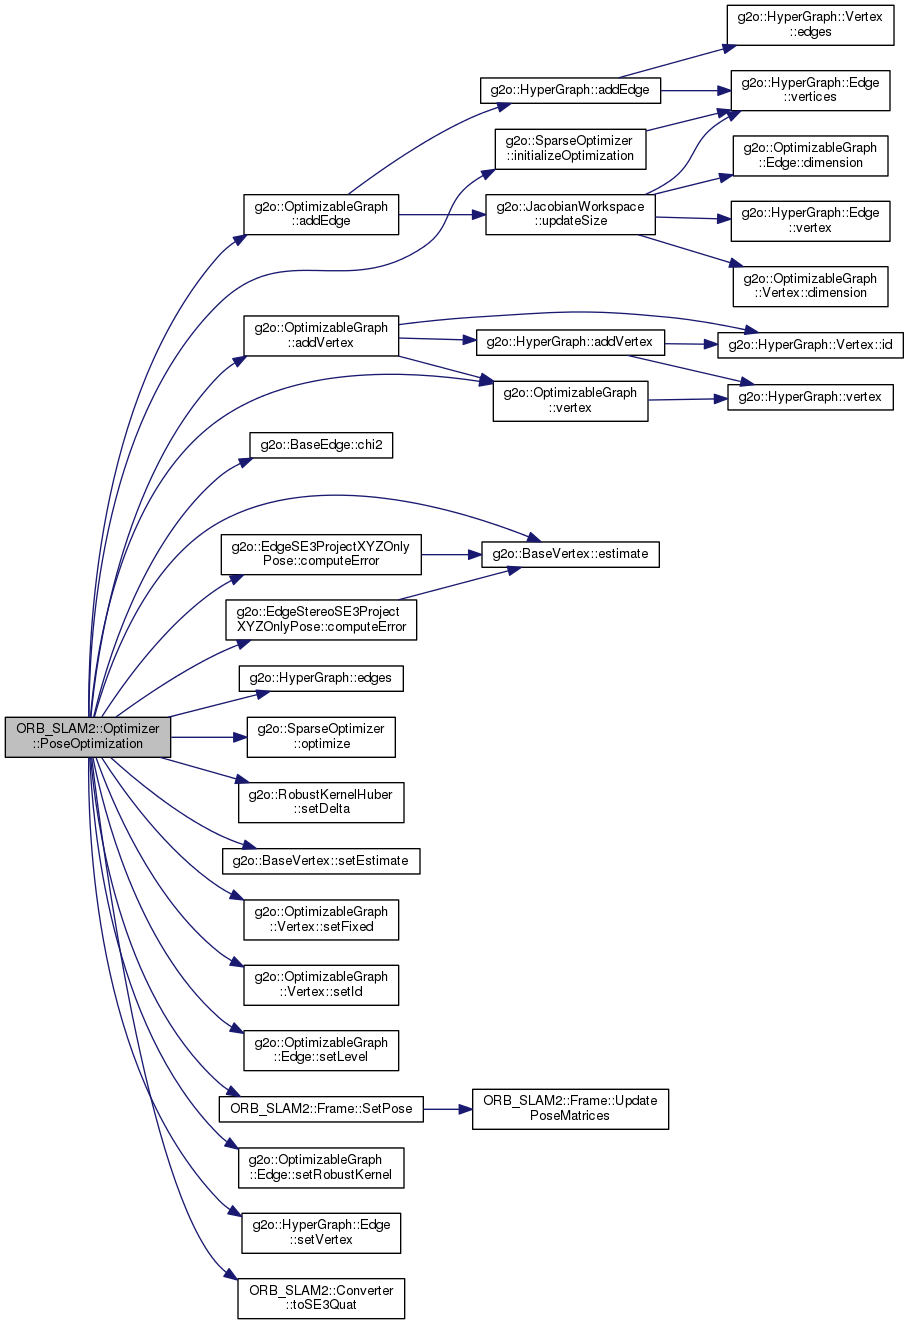 g2o::HyperGraph::Vertex
::edges
g2o::HyperGraph::addEdge
g2o::HyperGraph::Edge
::vertices
g2o::SparseOptimizer
::initializeOptimization
g2o::OptimizableGraph
::Edge::dimension
g2o::OptimizableGraph
::addEdge
g2o::JacobianWorkspace
::updateSize
g2o::HyperGraph::Edge
::vertex
g2o::OptimizableGraph
::Vertex::dimension
g2o::OptimizableGraph
::addVertex
g2o::HyperGraph::addVertex
g2o::HyperGraph::Vertex::id
g2o::OptimizableGraph
::vertex
g2o::HyperGraph::vertex
g2o::BaseEdge::chi2
g2o::EdgeSE3ProjectXYZOnly
Pose::computeError
g2o::BaseVertex::estimate
g2o::EdgeStereoSE3Project
XYZOnlyPose::computeError
g2o::HyperGraph::edges
ORB_SLAM2::Optimizer
::PoseOptimization
g2o::SparseOptimizer
::optimize
g2o::RobustKernelHuber
::setDelta
g2o::BaseVertex::setEstimate
g2o::OptimizableGraph
::Vertex::setFixed
g2o::OptimizableGraph
::Vertex::setId
g2o::OptimizableGraph
::Edge::setLevel
ORB_SLAM2::Frame::SetPose
ORB_SLAM2::Frame::Update
PoseMatrices
g2o::OptimizableGraph
::Edge::setRobustKernel
g2o::HyperGraph::Edge
::setVertex
ORB_SLAM2::Converter
::toSE3Quat